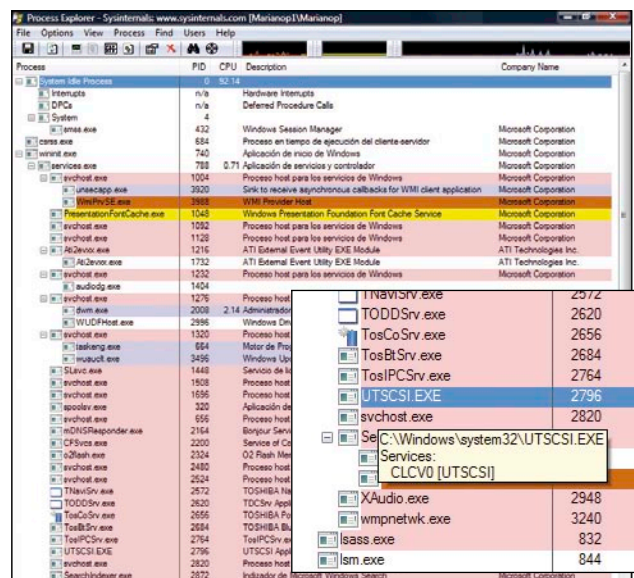 Process Explorer - Sysinternals: www.sysinternals.com [Marianop1\Marianop]
File Options View Process Find Users Help
Process PID CPU Description Company Name
System Idle Process 0 52.14
Interrupts n/a Hardware Interrupts
DPCs n/a Deferred Procedure Calls
System 4
smss.exe 432 Windows Session Manager Microsoft Corporation
csrss.exe 684 Proceso en tiempo de ejecución del cliente-servidor Microsoft Corporation
wininit.exe 740 Aplicación de inicio de Windows Microsoft Corporation
services.exe 788 0.71 Aplicación de servicios y controlador Microsoft Corporation
svchost.exe 1004 Proceso host para los servicios de Windows Microsoft Corporation
unsecapp.exe 3920 Sink to receive asynchronous callbacks for WMI client application Microsoft Corporation
WmiPrvSE.exe 3988 WMI Provider Host Microsoft Corporation
PresentationFontCache.exe 1048 Windows Presentation Foundation Font Cache Service Microsoft Corporation
svchost.exe 1092 Proceso host para los servicios de Windows Microsoft Corporation
svchost.exe 1128 Proceso host para los servicios de Windows Microsoft Corporation
Ati2evxx.exe 1216 ATI External Event Utility EXE Module ATI Technologies Inc.
Ati2evxx.exe 1732 ATI External Event Utility EXE Module ATI Technologies Inc.
svchost.exe 1232 Proceso host para los servicios de Windows Microsoft Corporation
audiodg.exe 1404
svchost.exe 1276 Proceso host
dwm.exe 2008 2.14 Administrador
WUDFHost.exe 2996 Windows Dri
svchost.exe 1320 Proceso host
taskeng.exe 664 Motor de Prog
wuauclt.exe 3496 Windows Upd
SLsvc.exe 1448 Servicio de lic
svchost.exe 1508 Proceso host
svchost.exe 1696 Proceso host
spoolsv.exe 320 Aplicación de
svchost.exe 656 Proceso host
mDNSResponder.exe 2164 Bonjour Servi
CFSvcs.exe 2200 Service of Co
o2flash.exe 2324 O2 Flash Mem
svchost.exe 2480 Proceso host
svchost.exe 2524 Proceso host
TNaviSrv.exe 2572 TOSHIBA Na
TODDSrv.exe 2620 TDCSrv Appli
TosCoSrv.exe 2656 TOSHIBA Po
TosBtSrv.exe 2684 TOSHIBA Blu
TosIPCSrv.exe 2764 TosIPCSrv.ex
UTSCSI.EXE 2796 UTSCSI Appl
svchost.exe 2820 Proceso host
SearchIndexer.exe 2872 Indizador de Microsoft Windows Search Microsoft Corporation
TNaviSrv.exe 2572
TODDSrv.exe 2620
TosCoSrv.exe 2656
TosBtSrv.exe 2684
TosIPCSrv.exe 2764
UTSCSI.EXE 2796
svchost.exe 2820
Se
C:\Windows\system32\UTSCSI.EXE
Services:
CLCV0 [UTSCSI]
XAudio.exe 2948
wmpnetwk.exe 3240
lsass.exe 832
lsm.exe 844